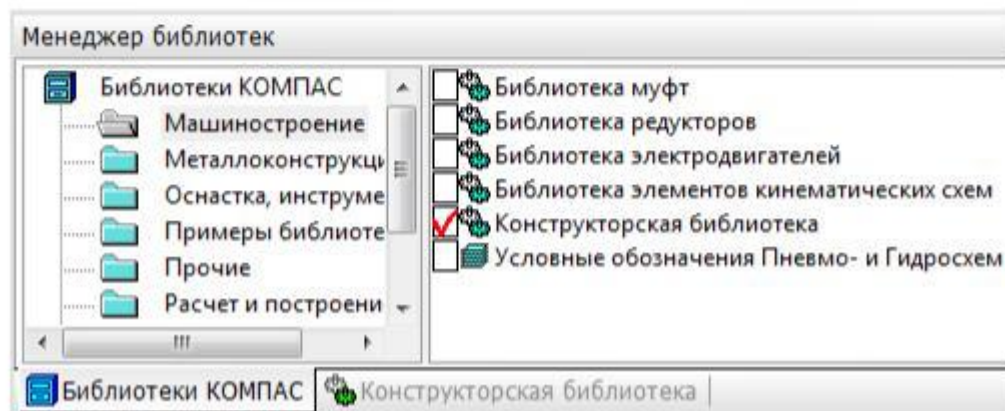 Менеджер библиотек
Библиотеки КОМПАС
Машиностроение
Металлоконструкци
Оснастка, инструме
Примеры библиоте
Прочие
Расчет и построени
Библиотека муфт
Библиотека редукторов
Библиотека электродвигателей
Библиотека элементов кинематических схем
Конструкторская библиотека
Условные обозначения Пневмо- и Гидросхем
Библиотеки КОМПАС
Конструкторская библиотека